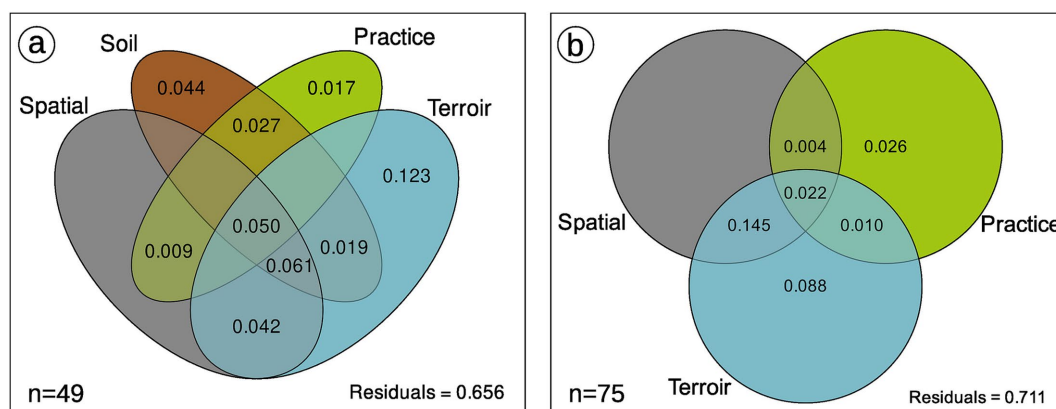 a
Soil
Practice
Spatial
Terroir
0.044
0.017
0.027
0.123
0.050
0.009
0.019
0.061
0.042
n=49
Residuals = 0.656
b
0.004
0.026
0.022
Spatial
0.145
0.010
Practice
0.088
Terroir
n=75
Residuals = 0.711